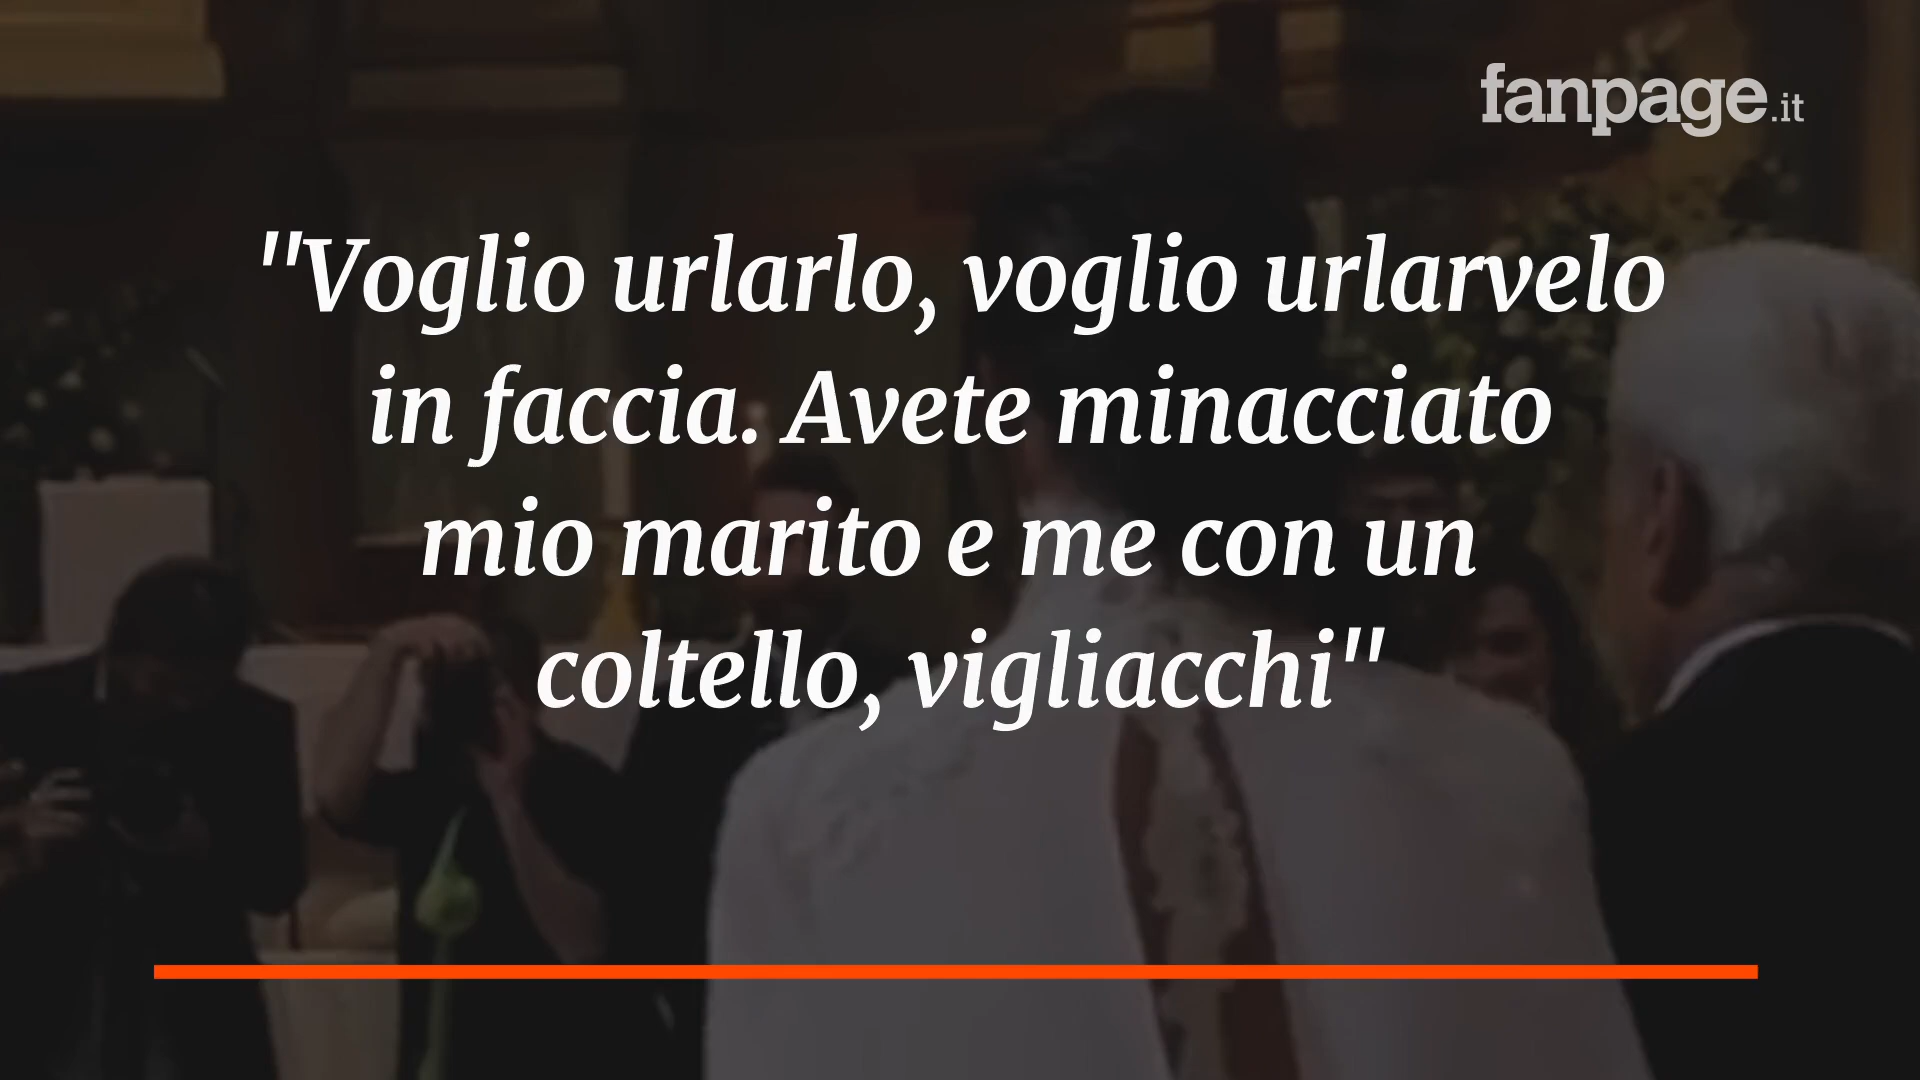 fanpage.it
"Voglio urlarlo, voglio urlarvelo
in faccia. Avete minacciato
mio marito e me con un
coltello, vigliacchi"